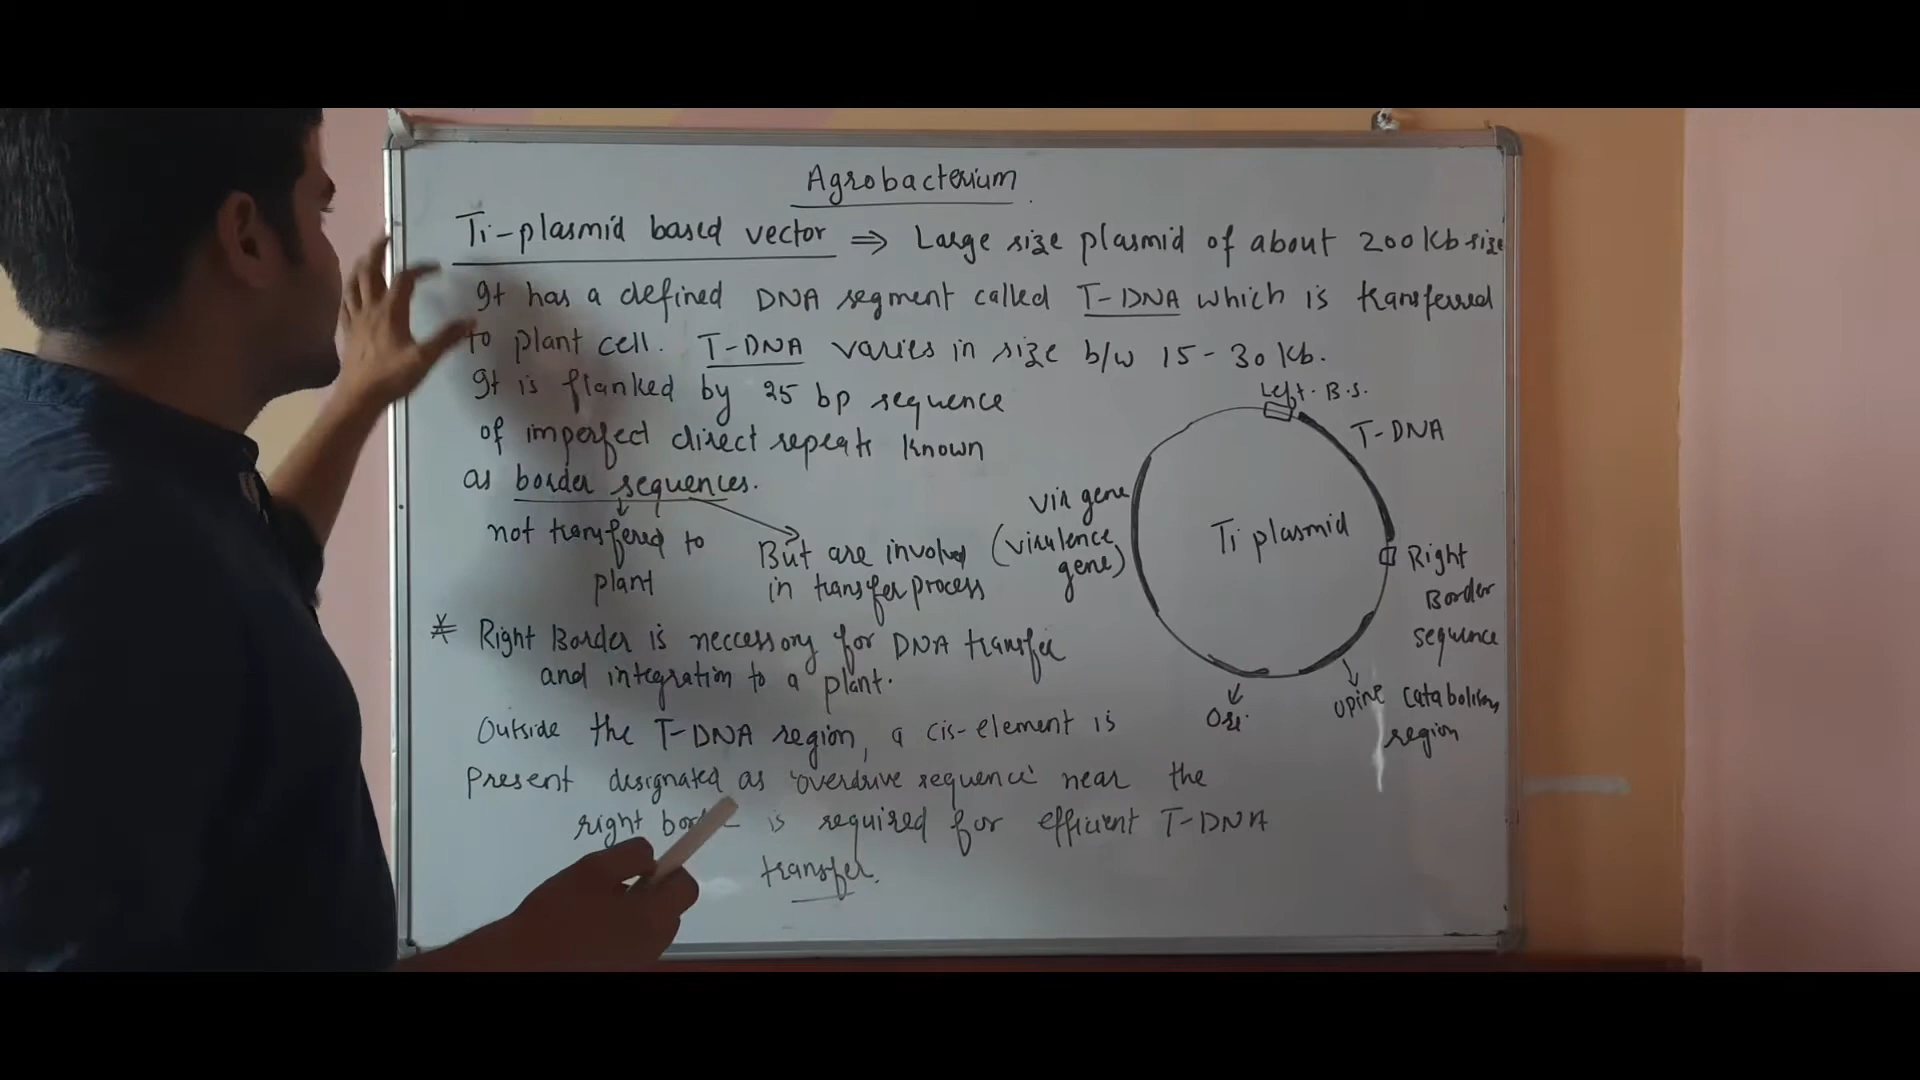 Agrobacterium
Ti-plasmid based vector ⇒ Large size plasmid of about 200 Kb size
It has a defined DNA segment called T-DNA which is transferred
to plant cell. T-DNA varies in size b/w 15 - 30 Kb.
It is flanked by 25 bp sequence
of imperfect direct repeats known
as border sequences.
not transfered to
plant
But are involved
in transfer process
* Right Border is neccessory for DNA transfer
and integration to a plant.
Outside the T-DNA region, a cis-element is
Present designated as 'overdrive sequence' near the
right border is required for efficient T-DNA
transfer.
Left. B.S.
T-DNA
vir gene
(virulence
gene)
Ti plasmid
Right
Border
sequence
Ori
opine Catabolism
region